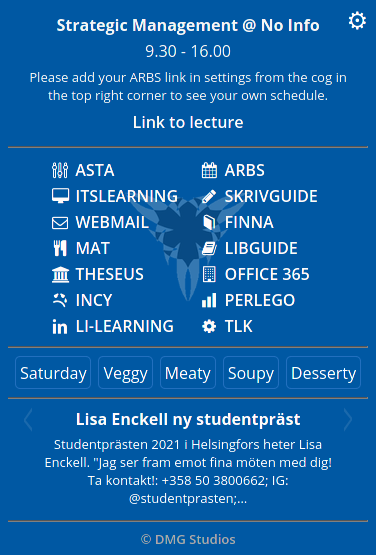 Strategic Management @ No Info
9.30 - 16.00
Please add your ARBS link in settings from the cog in
the top right corner to see your own schedule.
Link to lecture
ASTA ARBS
ITSLEARNING SKRIVGUIDE
WEBMAIL FINNA
MAT LIBGUIDE
THESEUS OFFICE 365
INCY PERLEGO
LI-LEARNING TLK
Saturday Veggy Meaty Soupy Desserty
Lisa Enckell ny studentpräst
Studentprästen 2021 i Helsingfors heter Lisa
Enckell. "Jag ser fram emot fina möten med dig!
Ta kontakt!: +358 50 3800662; IG:
@studentprasten;...
© DMG Studios